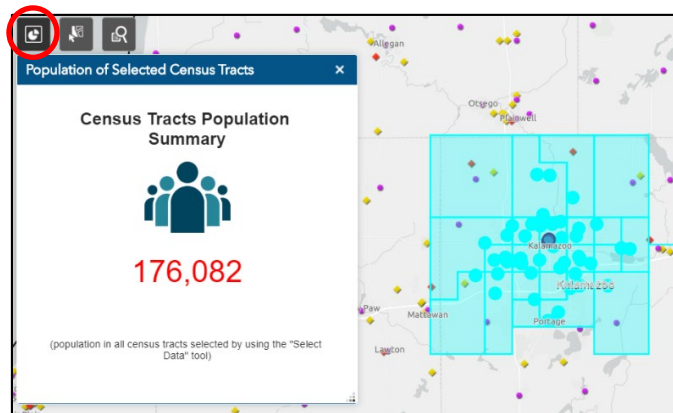 Population of Selected Census Tracts ×
Census Tracts Population
Summary
176,082
(population in all census tracts selected by using the "Select
Data" tool)
Allegan
Otsego
Plainwell
Kalamazoo
Kalamazoo
Paw
Mattawan
Portage
Lawton